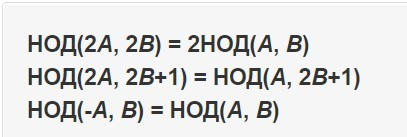 НОД(2A, 2B) = 2НОД(A, B)
НОД(2A, 2B+1) = НОД(A, 2B+1)
НОД(-A, B) = НОД(A, B)